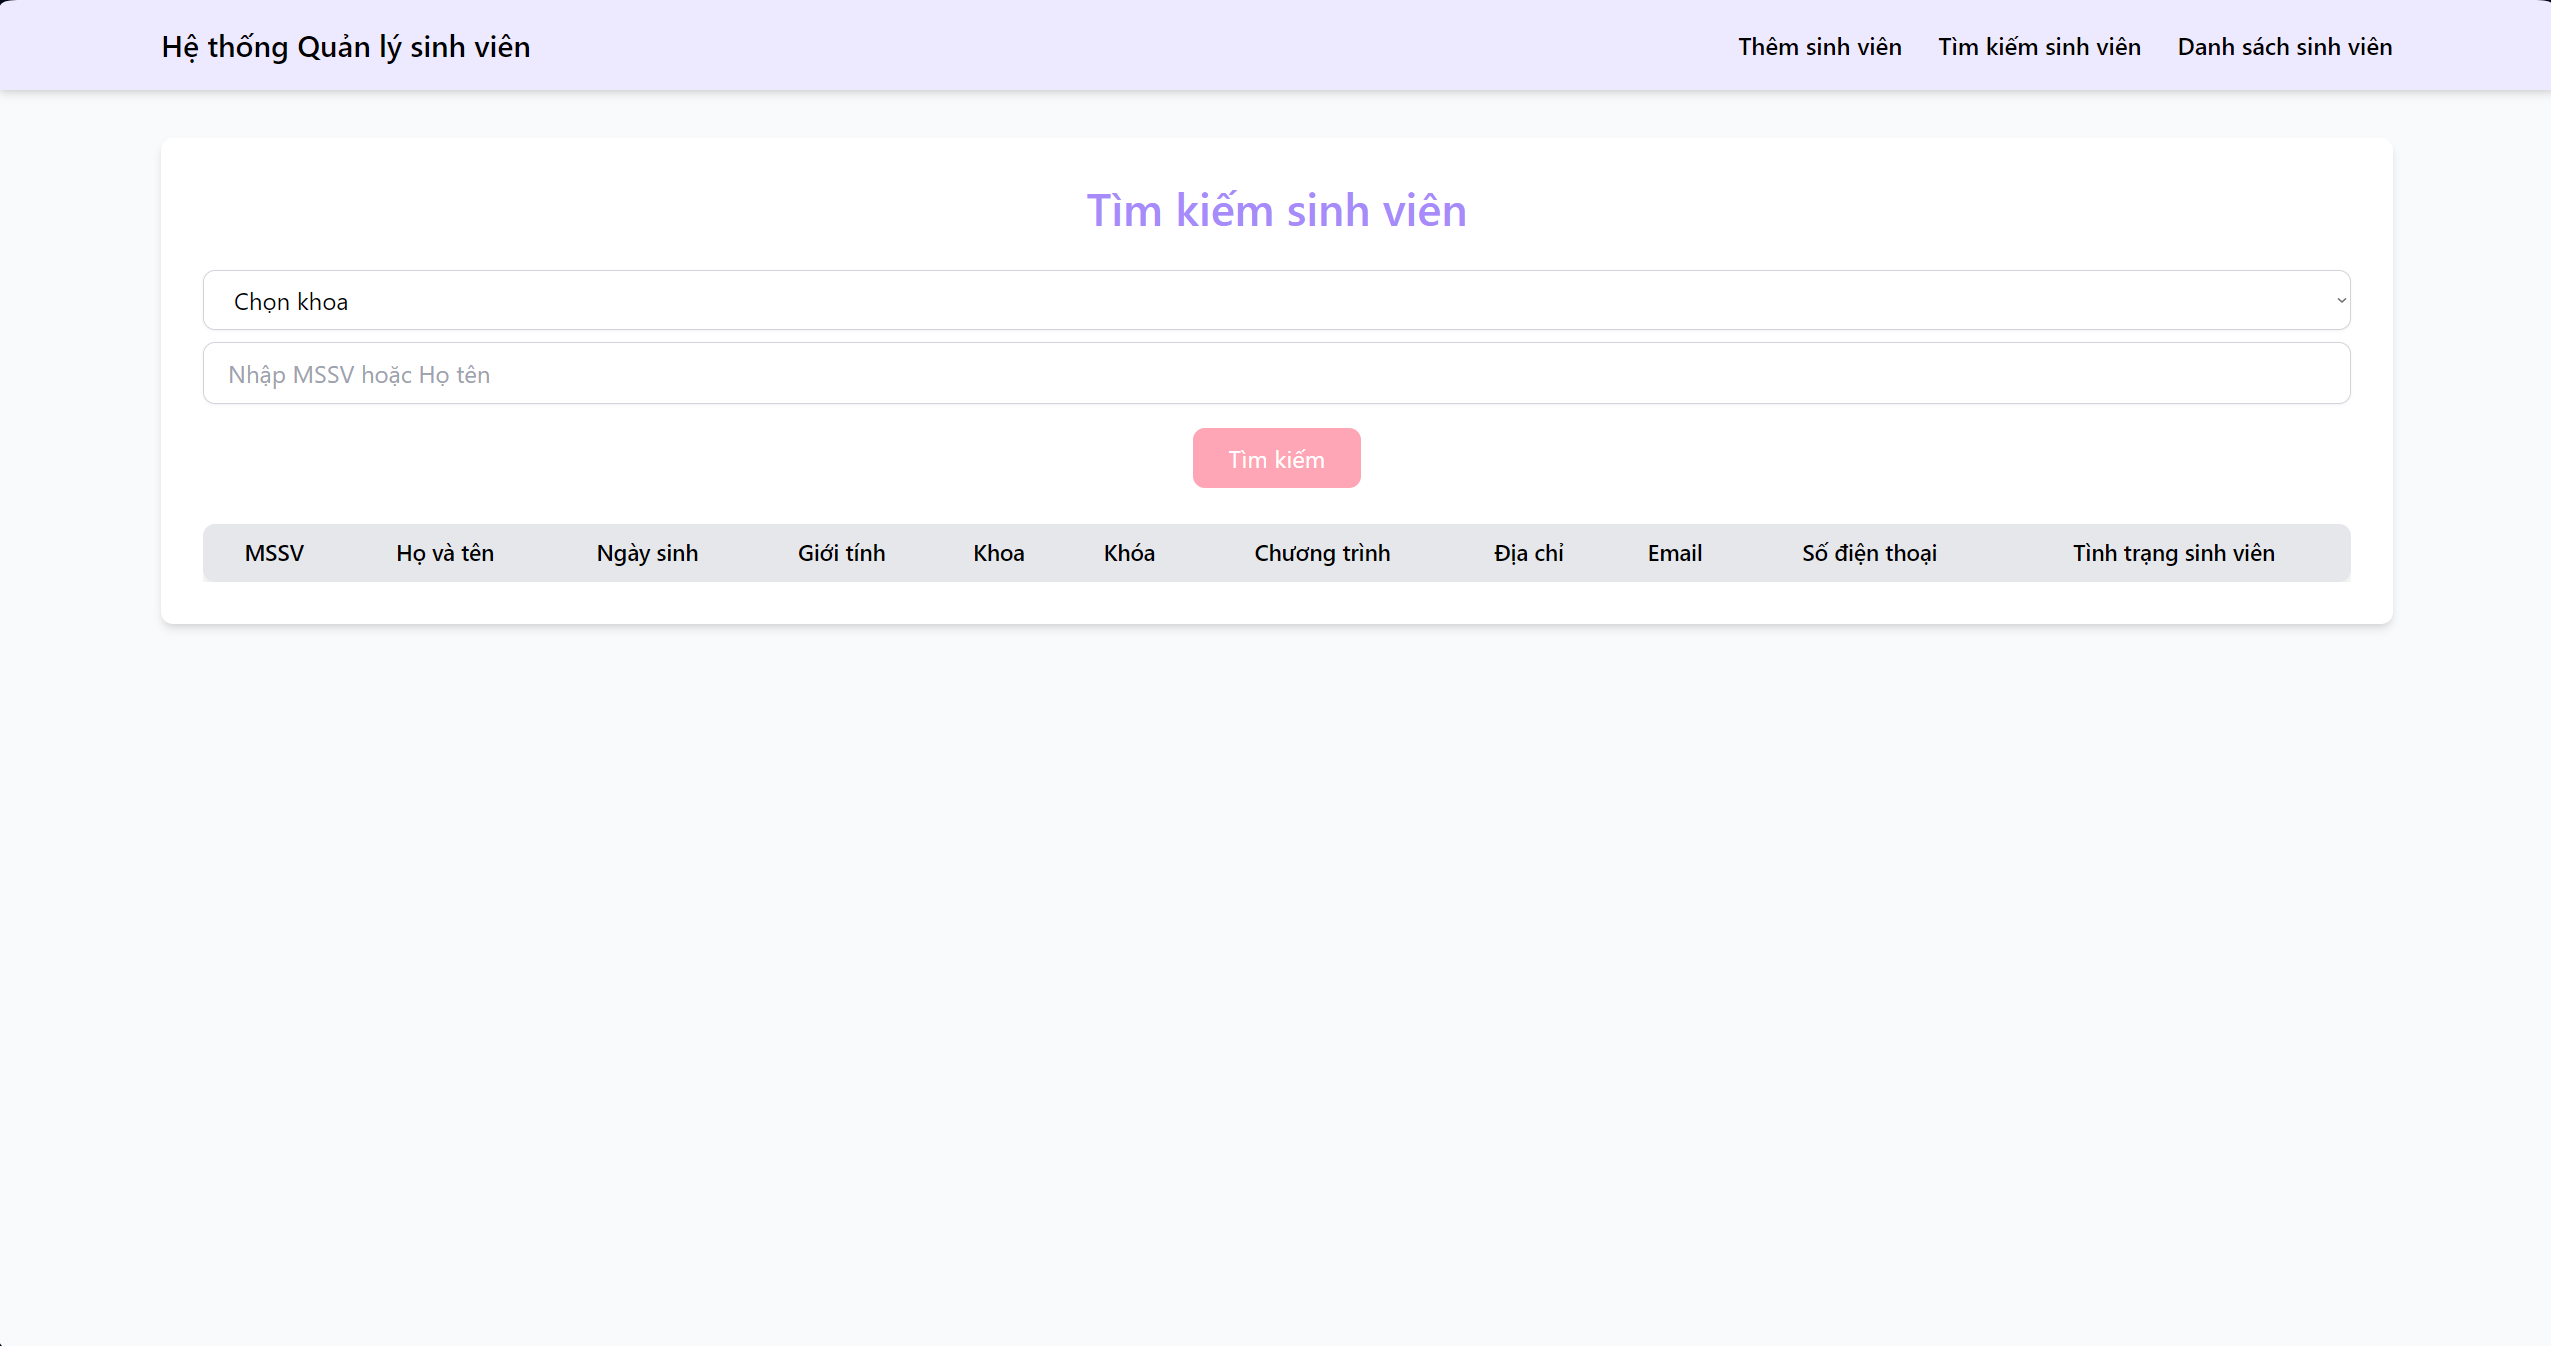 Hệ thống Quản lý sinh viên Thêm sinh viên Tìm kiếm sinh viên Danh sách sinh viên
Tìm kiếm sinh viên
Chọn khoa
Nhập MSSV hoặc Họ tên
Tìm kiếm
MSSV Họ và tên Ngày sinh Giới tính Khoa Khóa Chương trình Địa chỉ Email Số điện thoại Tình trạng sinh viên